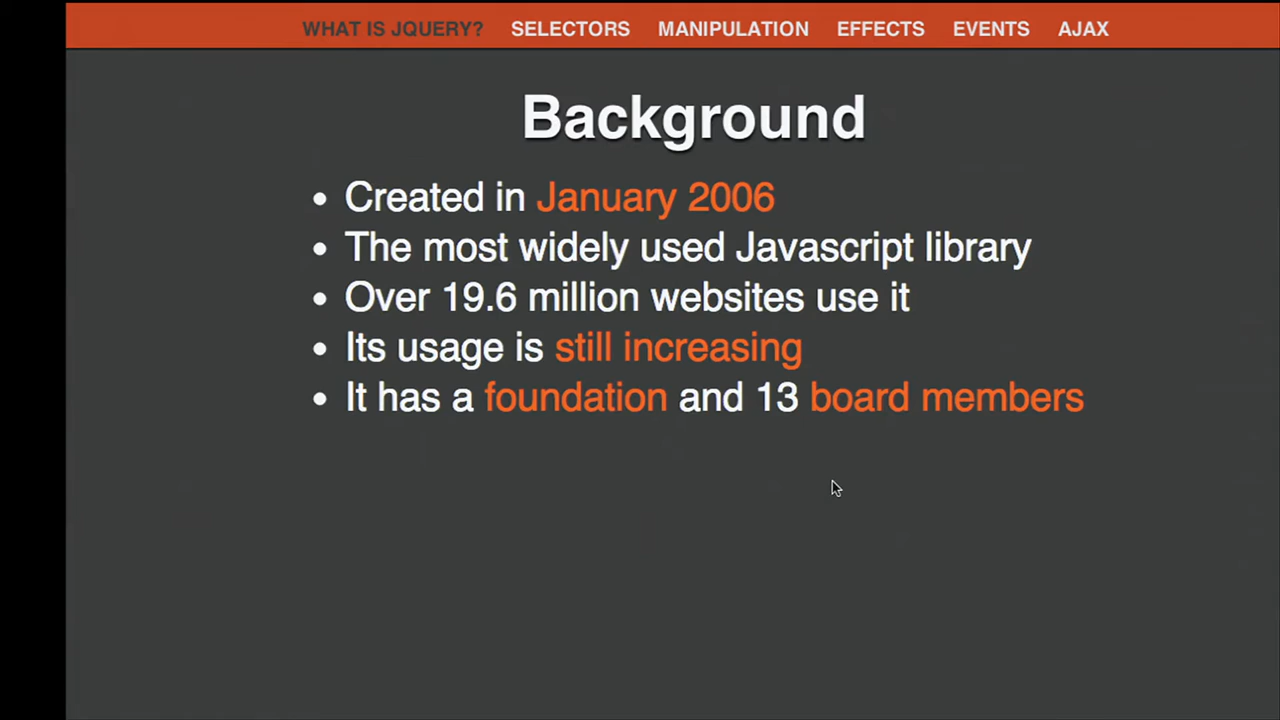 WHAT IS JQUERY? SELECTORS MANIPULATION EFFECTS EVENTS AJAX
Background
• Created in January 2006
• The most widely used Javascript library
• Over 19.6 million websites use it
• Its usage is still increasing
• It has a foundation and 13 board members